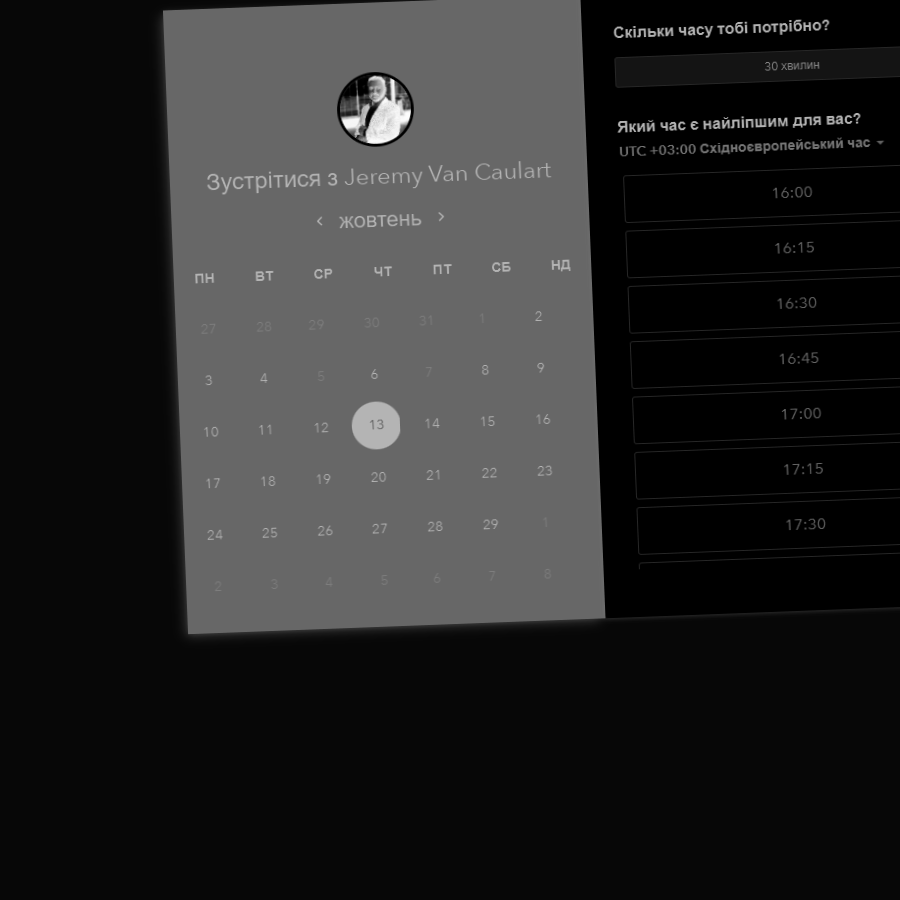 Зустрітися з Jeremy Van Caulart
жовтень
ПН ВТ СР ЧТ ПТ СБ НД
27 28 29 30 31 1 2
3 4 5 6 7 8 9
10 11 12 13 14 15 16
17 18 19 20 21 22 23
24 25 26 27 28 29 1
2 3 4 5 6 7 8
Скільки часу тобі потрібно?
30 хвилин
Який час є найліпшим для вас?
UTC +03:00 Східноєвропейський час
16:00
16:15
16:30
16:45
17:00
17:15
17:30